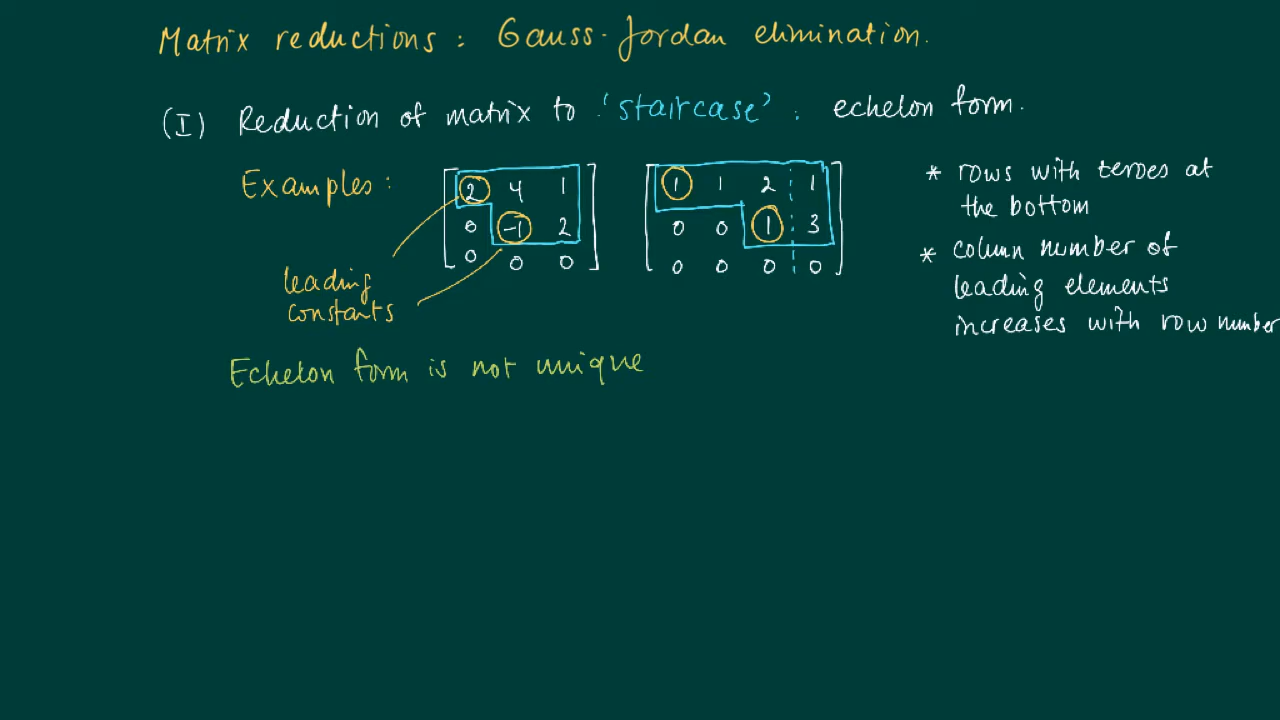 Matrix reductions : Gauss-Jordan elimination.
(I) Reduction of matrix to 'staircase' : echelon form.
Examples :
2 4 1
0 -1 2
0 0 0
1 1 2 1
0 0 1 3
0 0 0 0
leading
constants
* rows with zeroes at
the bottom
* column number of
leading elements
increases with row number
Echelon form is not unique